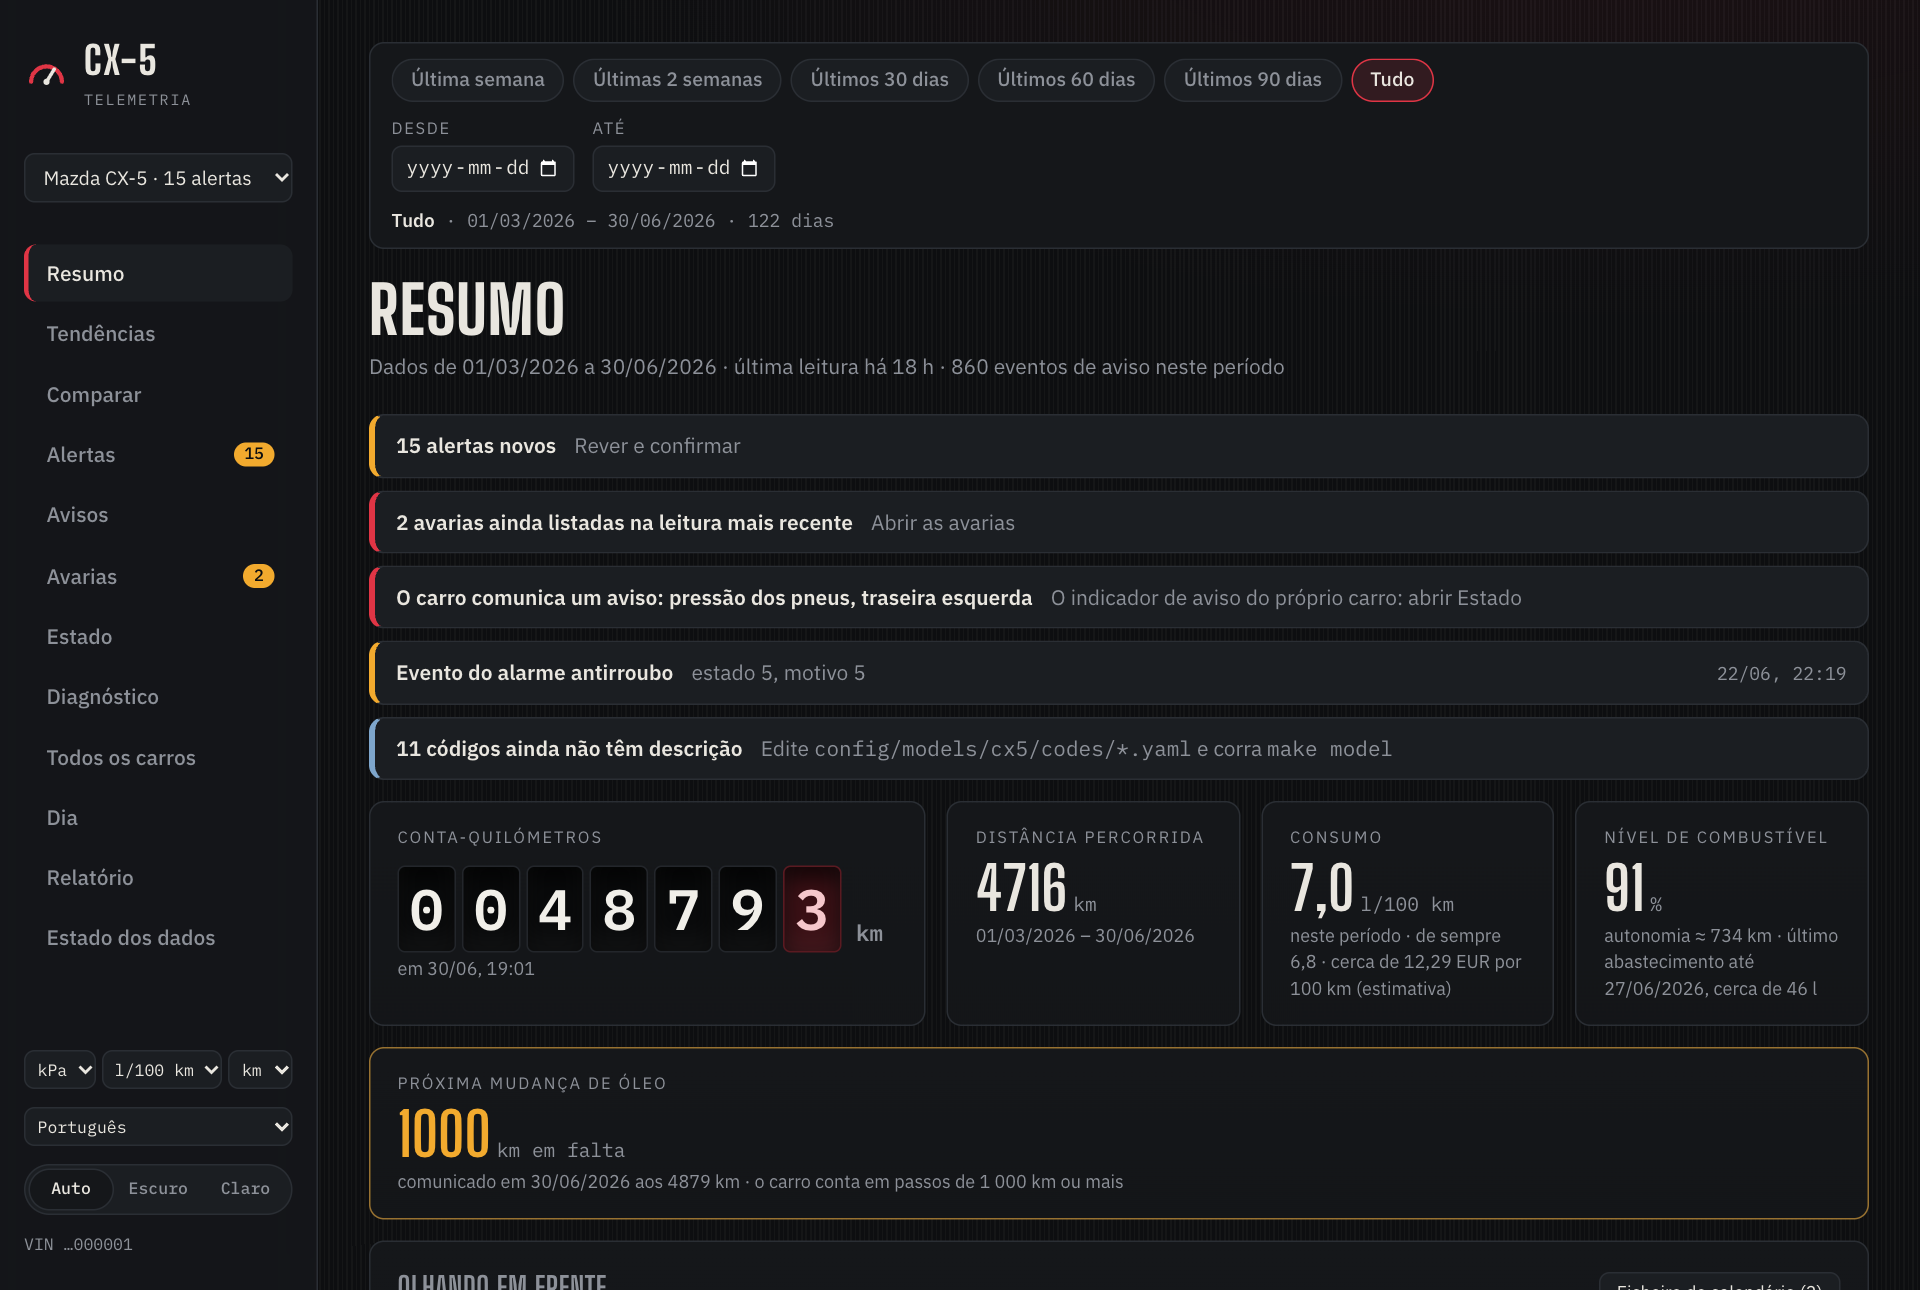 CX-5
TELEMETRIA
Mazda CX-5 · 15 alertas
Resumo
Tendências
Comparar
Alertas 15
Avisos
Avarias 2
Estado
Diagnóstico
Todos os carros
Dia
Relatório
Estado dos dados
kPa l/100 km km
Português
Auto Escuro Claro
VIN …000001
Última semana Últimas 2 semanas Últimos 30 dias Últimos 60 dias Últimos 90 dias Tudo
DESDE ATÉ
yyyy-mm-dd yyyy-mm-dd
Tudo · 01/03/2026 – 30/06/2026 · 122 dias
RESUMO
Dados de 01/03/2026 a 30/06/2026 · última leitura há 18 h · 860 eventos de aviso neste período
15 alertas novos Rever e confirmar
2 avarias ainda listadas na leitura mais recente Abrir as avarias
O carro comunica um aviso: pressão dos pneus, traseira esquerda O indicador de aviso do próprio carro: abrir Estado
Evento do alarme antirroubo estado 5, motivo 5 22/06, 22:19
11 códigos ainda não têm descrição Edite config/models/cx5/codes/*.yaml e corra make model
CONTA-QUILÓMETROS
0048793 km
em 30/06, 19:01
DISTÂNCIA PERCORRIDA
4716 km
01/03/2026 – 30/06/2026
CONSUMO
7,0 l/100 km
neste período · de sempre
6,8 · cerca de 12,29 EUR por
100 km (estimativa)
NÍVEL DE COMBUSTÍVEL
91 %
autonomia ≈ 734 km · último
abastecimento até
27/06/2026, cerca de 46 l
PRÓXIMA MUDANÇA DE ÓLEO
1000 km em falta
comunicado em 30/06/2026 aos 4879 km · o carro conta em passos de 1 000 km ou mais
OLHANDO EM FRENTE
Ficheiro de calendário (2)